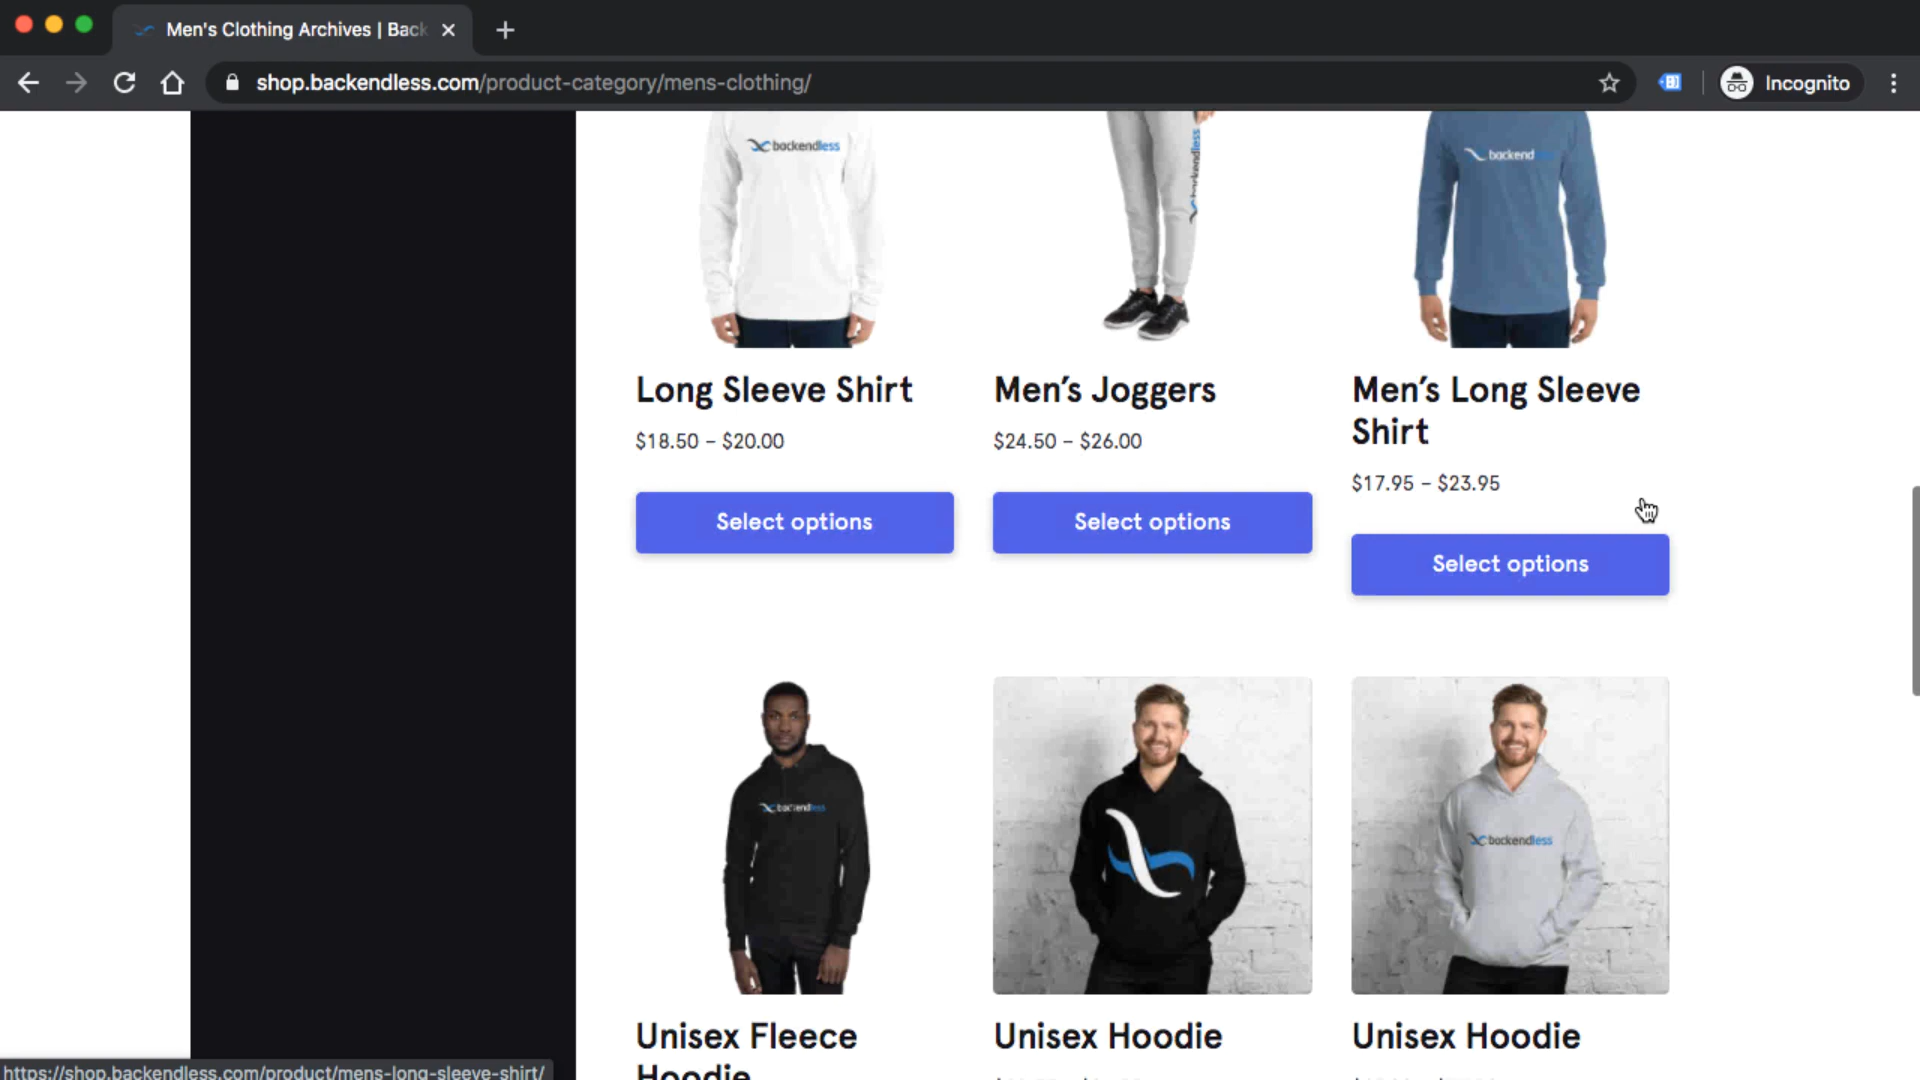 Men's Clothing Archives | Back
shop.backendless.com/product-category/mens-clothing/
Incognito
backendless
backendless
backend
Long Sleeve Shirt
Men’s Joggers
Men’s Long Sleeve
Shirt
$18.50 – $20.00
$24.50 – $26.00
$17.95 – $23.95
Select options
Select options
Select options
backendless
backendless
Unisex Fleece
Hoodie
Unisex Hoodie
Unisex Hoodie
https://shop.backendless.com/product/mens-long-sleeve-shirt/